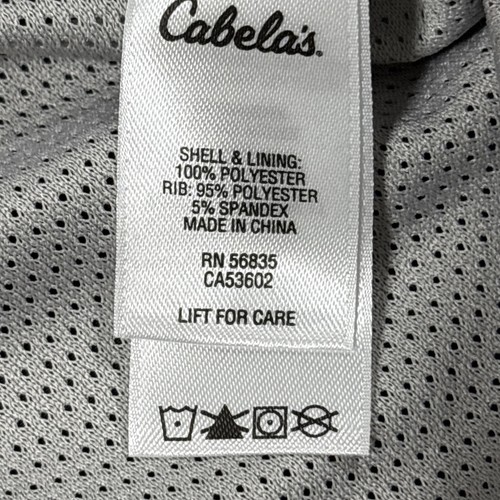 Cabela's.
SHELL & LINING:
100% POLYESTER
RIB: 95% POLYESTER
5% SPANDEX
MADE IN CHINA
RN 56835
CA53602
LIFT FOR CARE